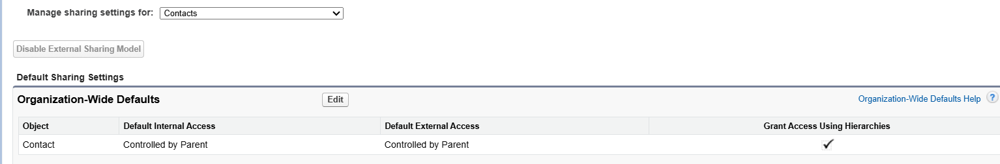 Manage sharing settings for: Contacts
Disable External Sharing Model
Default Sharing Settings
Organization-Wide Defaults Edit Organization-Wide Defaults Help ?
Object Default Internal Access Default External Access Grant Access Using Hierarchies
Contact Controlled by Parent Controlled by Parent